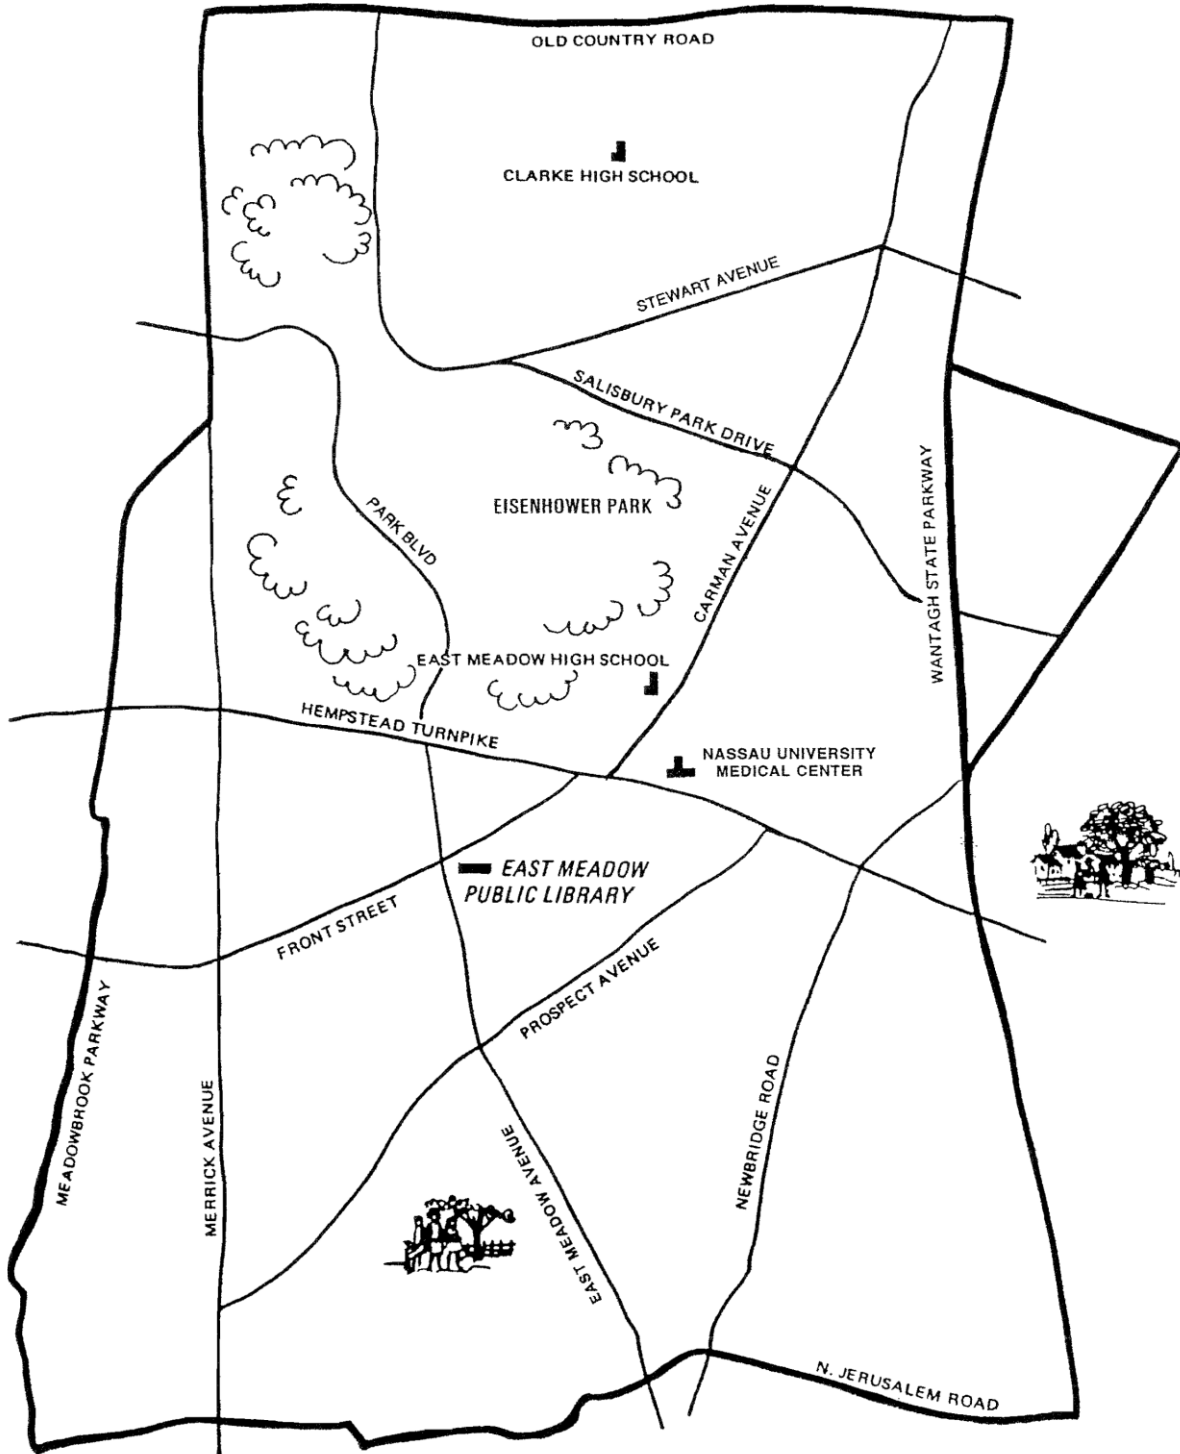 OLD COUNTRY ROAD
CLARKE HIGH SCHOOL
STEWART AVENUE
SALISBURY PARK DRIVE
EISENHOWER PARK
PARK BLVD
CARMAN AVENUE
WANTAGH STATE PARKWAY
EAST MEADOW HIGH SCHOOL
HEMPSTEAD TURNPIKE
NASSAU UNIVERSITY
MEDICAL CENTER
EAST MEADOW
PUBLIC LIBRARY
FRONT STREET
PROSPECT AVENUE
MEADOWBROOK PARKWAY
MERRICK AVENUE
EAST MEADOW AVENUE
NEWBRIDGE ROAD
N. JERUSALEM ROAD